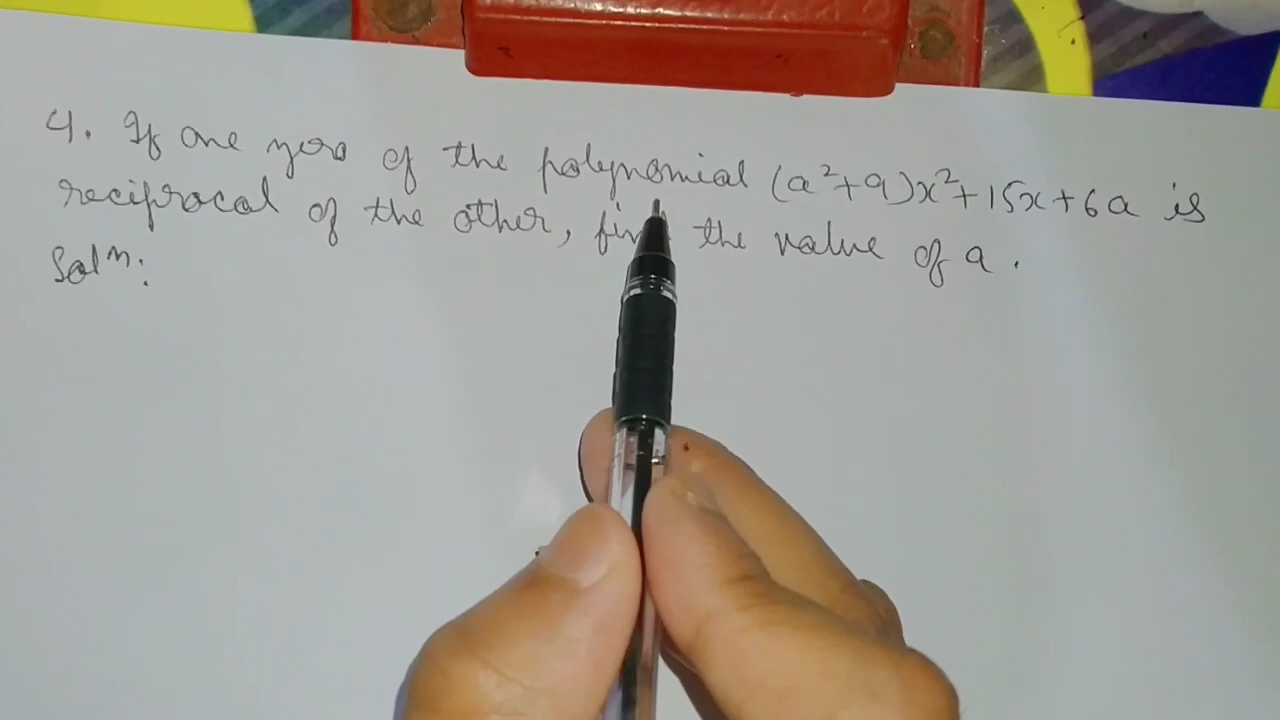 4. If one zero of the polynomial (a²+9)x²+15x+6a is
reciprocal of the other, find the value of a.
Solⁿ: